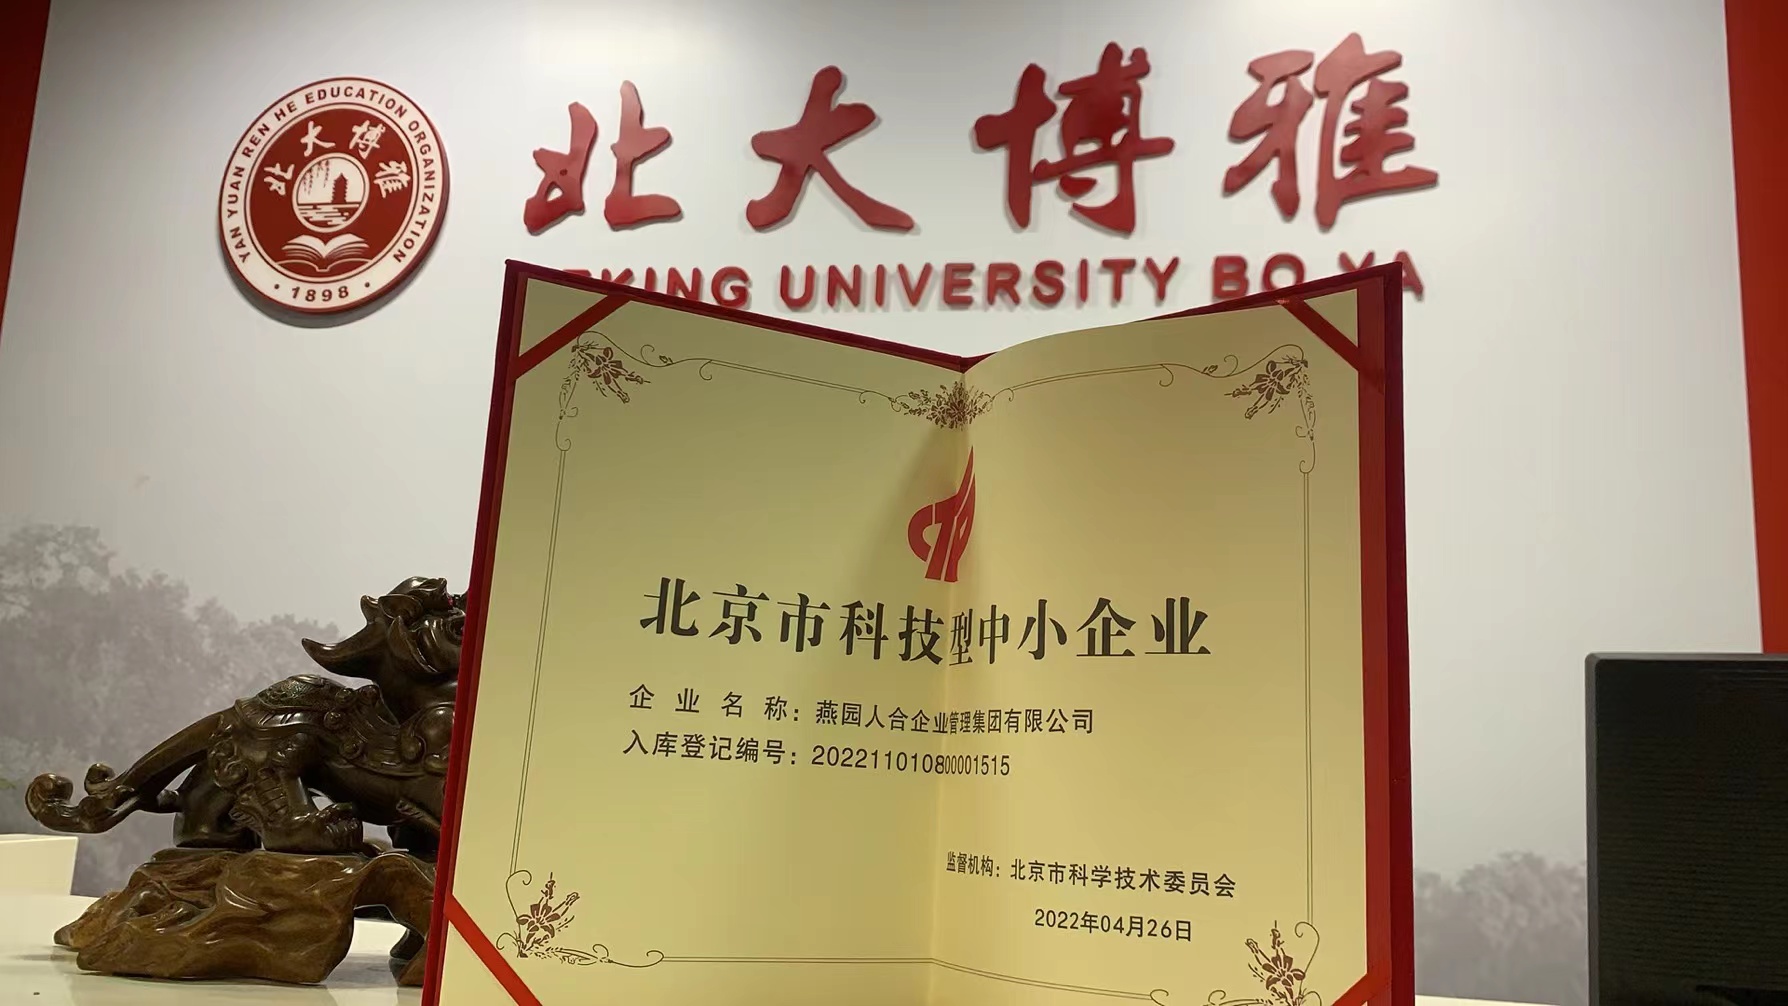 YAN YUAN REN HE EDUCATION ORGANIZATION
北大博雅
· 1898 ·
北大博雅
KING UNIVERSITY BO YA
北京市科技型中小企业
企业名称：燕园人合企业管理集团有限公司
入库登记编号：202211010800001515
监督机构：北京市科学技术委员会
2022年04月26日